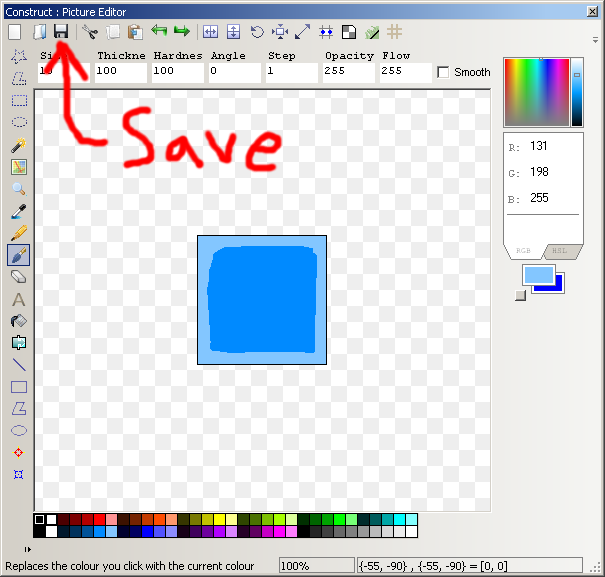 Construct : Picture Editor
Thickne Hardnes Angle Step Opacity Flow
100 100 0 1 255 255 Smooth
Save
R: 131
G: 198
B: 255
RGB HSL
A
Replaces the colour you click with the current colour 100% {-55, -90} , {-55, -90} = [0, 0]